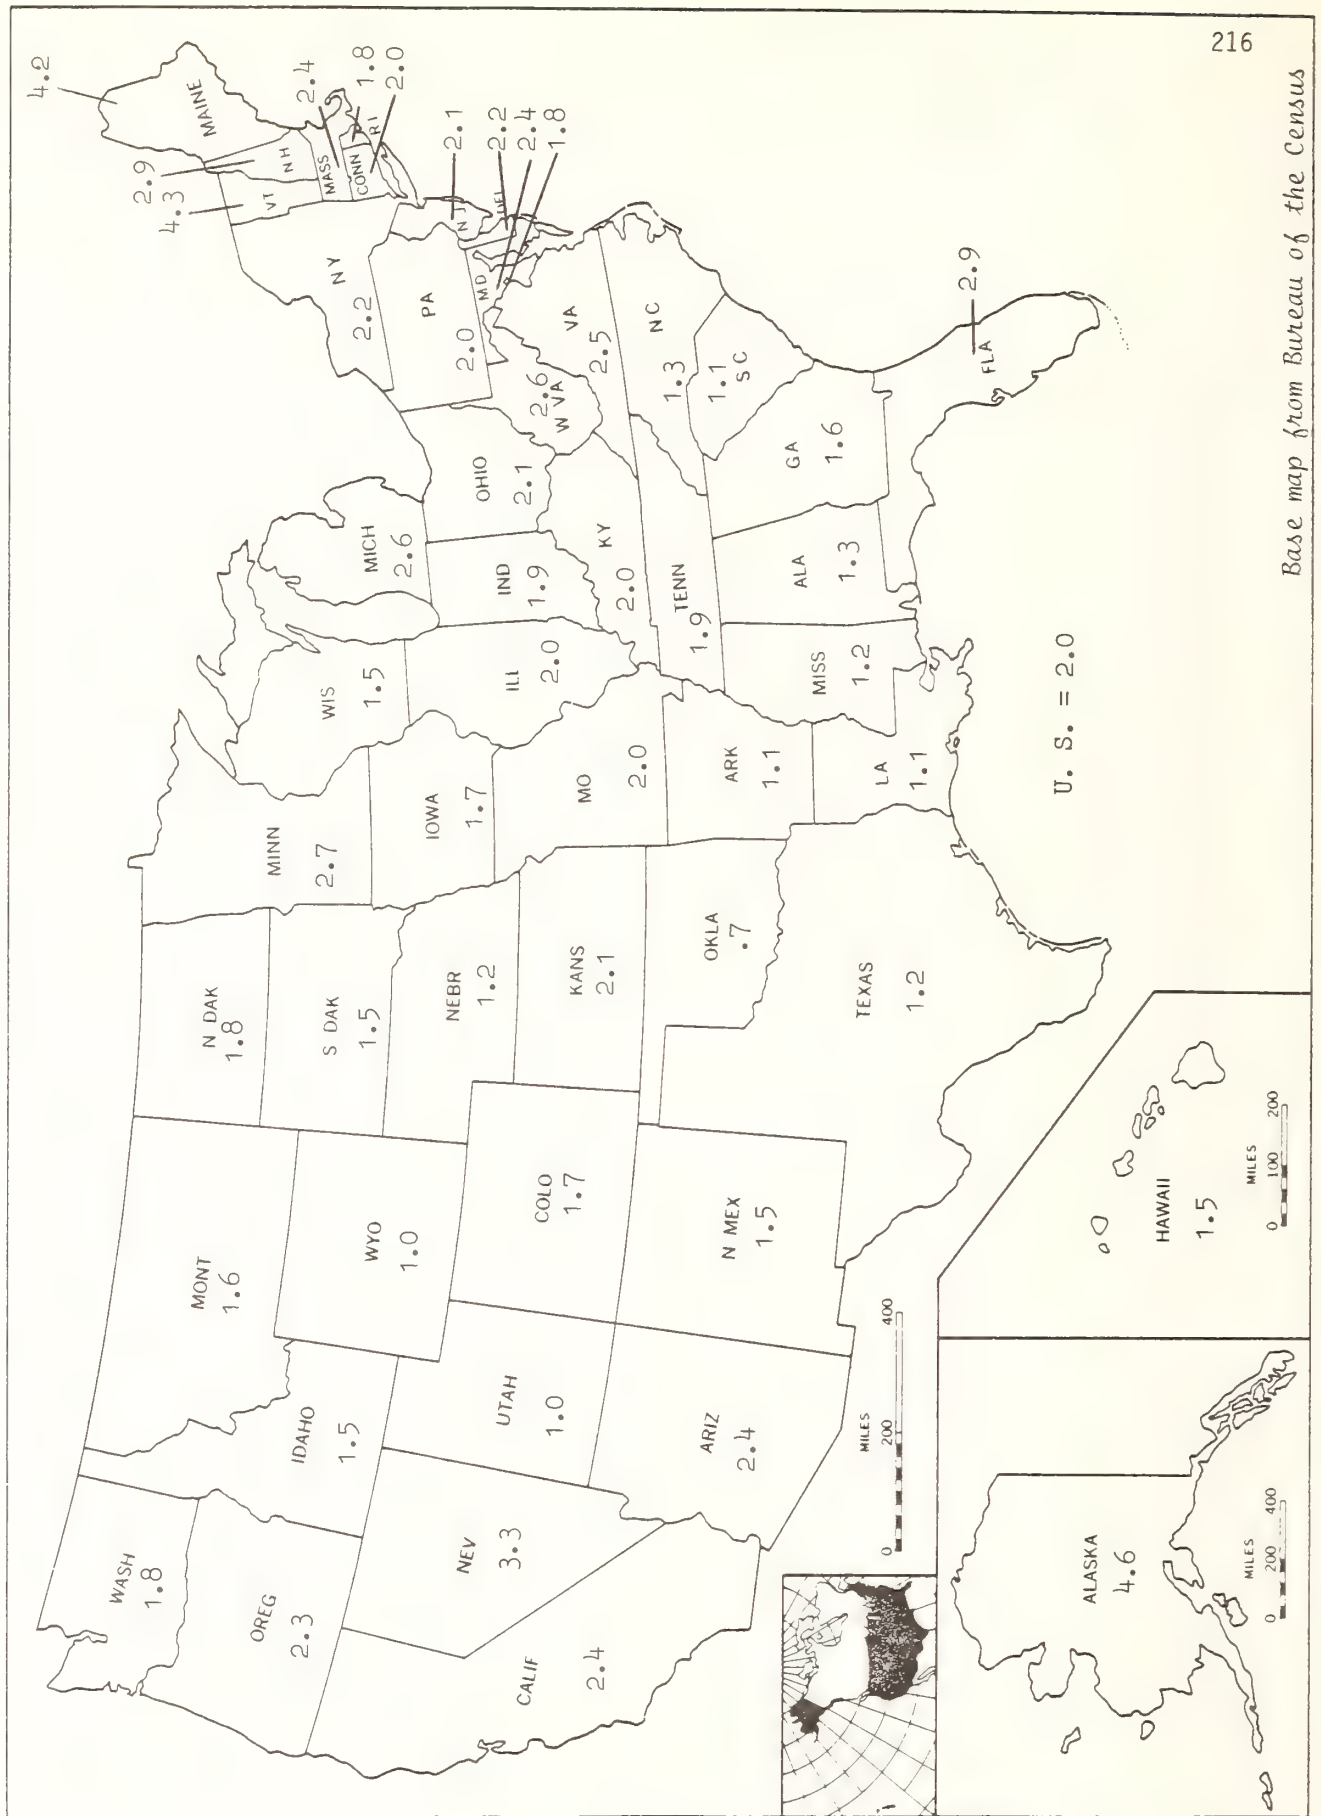 216
WASH
1.8
OREG
2.3
CALIF
2.4
NEV
3.3
IDAHO
1.5
MONT
1.6
WYO
1.0
UTAH
1.0
ARIZ
2.4
COLO
1.7
N MEX
1.5
N DAK
1.8
S DAK
1.5
NEBR
1.2
KANS
2.1
OKLA
.7
TEXAS
1.2
MINN
2.7
IOWA
1.7
MO
2.0
ARK
1.1
LA
1.1
WIS
1.5
ILL
2.0
MICH
2.6
IND
1.9
OHIO
2.1
KY
2.0
TENN
1.9
MISS
1.2
ALA
1.3
GA
1.6
FLA
2.9
S C
1.1
N C
1.3
VA
2.5
W VA
2.6
PA
2.0
NY
2.2
VT
4.3
N H
2.9
MAINE
4.2
MASS
2.4
R I
1.8
CONN
2.0
N J
2.1
DEL
2.2
MD
2.4
1.8
U. S. = 2.0
MILES
0 200 400
ALASKA
4.6
MILES
0 200 400
HAWAII
1.5
MILES
0 100 200
Base map from Bureau of the Census